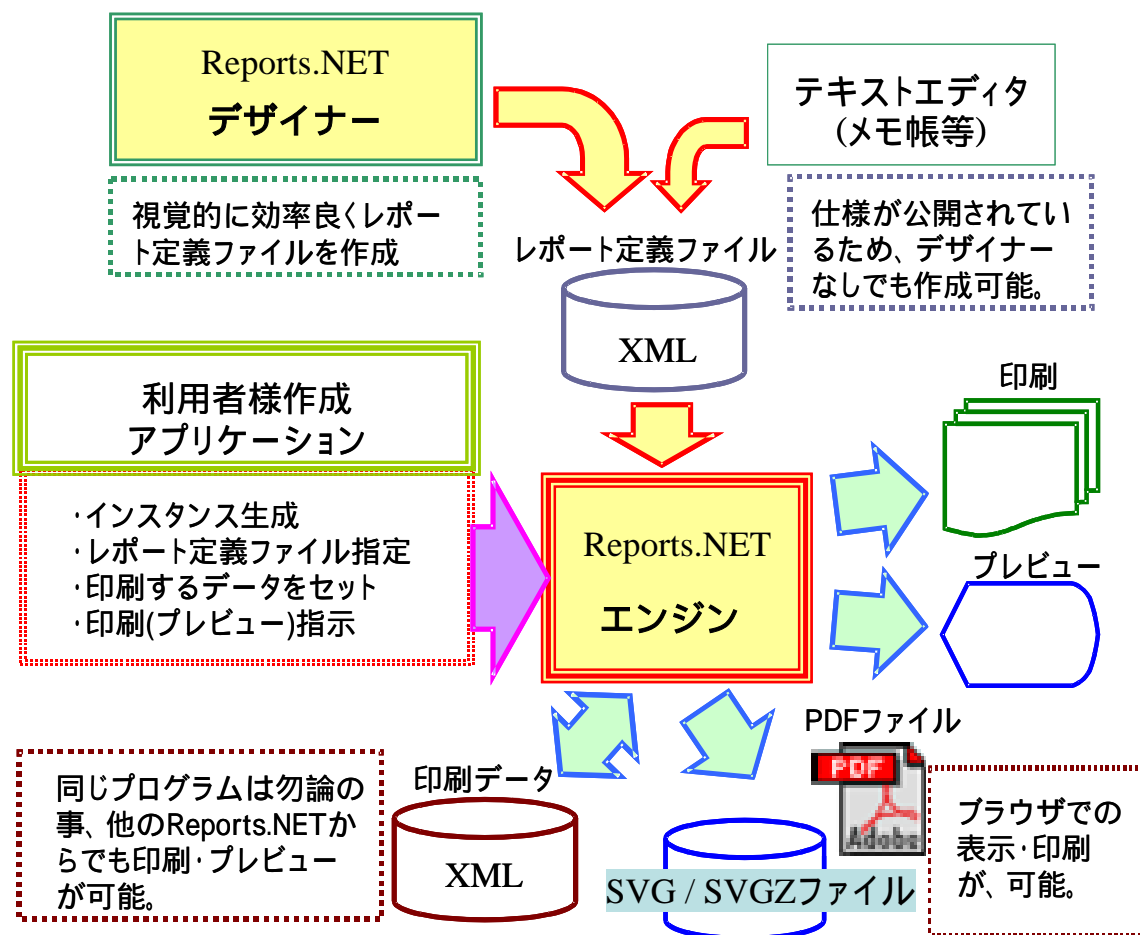 Reports.NET
デザイナー
テキストエディタ
(メモ帳等)
視覚的に効率良くレポー
ト定義ファイルを作成
仕様が公開されてい
るため、デザイナー
なしでも作成可能。
レポート定義ファイル
XML
利用者様作成
アプリケーション
・インスタンス生成
・レポート定義ファイル指定
・印刷するデータをセット
・印刷(プレビュー)指示
Reports.NET
エンジン
印刷
プレビュー
PDFファイル
PDF
Adobe
同じプログラムは勿論の
事、他のReports.NETか
らでも印刷・プレビュー
が可能。
印刷データ
XML
SVG / SVGZファイル
ブラウザでの
表示・印刷
が、可能。